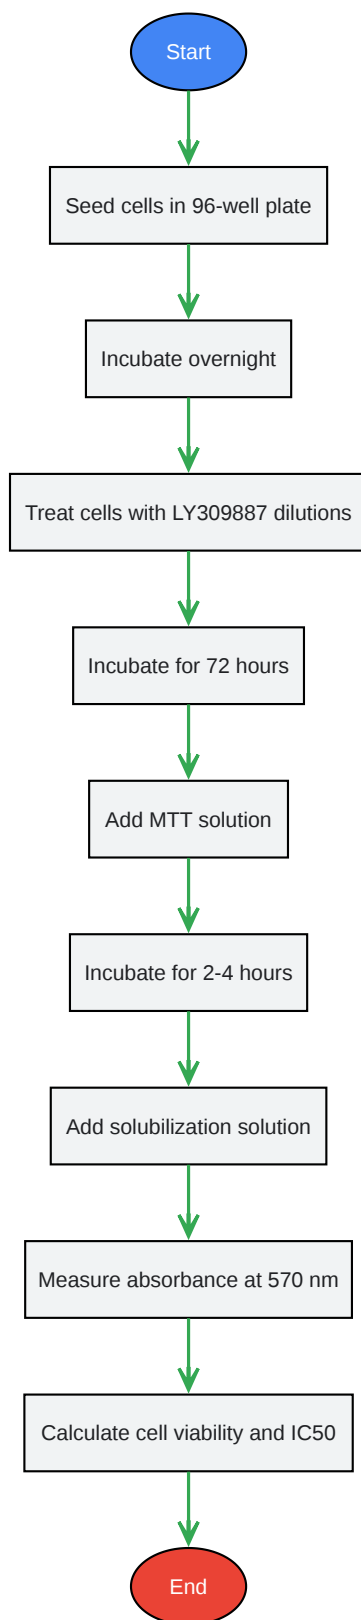 Start
Seed cells in 96-well plate
Incubate overnight
Treat cells with LY309887 dilutions
Incubate for 72 hours
Add MTT solution
Incubate for 2-4 hours
Add solubilization solution
Measure absorbance at 570 nm
Calculate cell viability and IC50
End